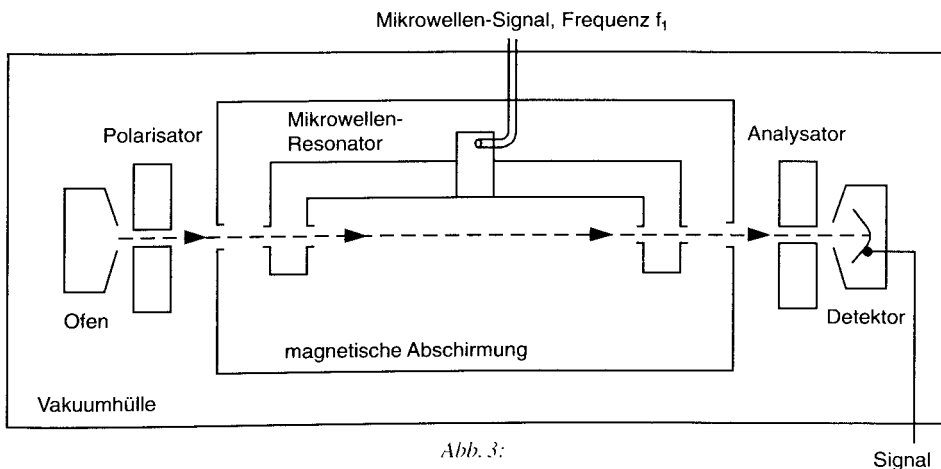 Mikrowellen-Signal, Frequenz f₁
Mikrowellen-
Resonator
Polarisator
Analysator
Ofen
Detektor
magnetische Abschirmung
Vakuumhülle
Abb. 3:
Signal